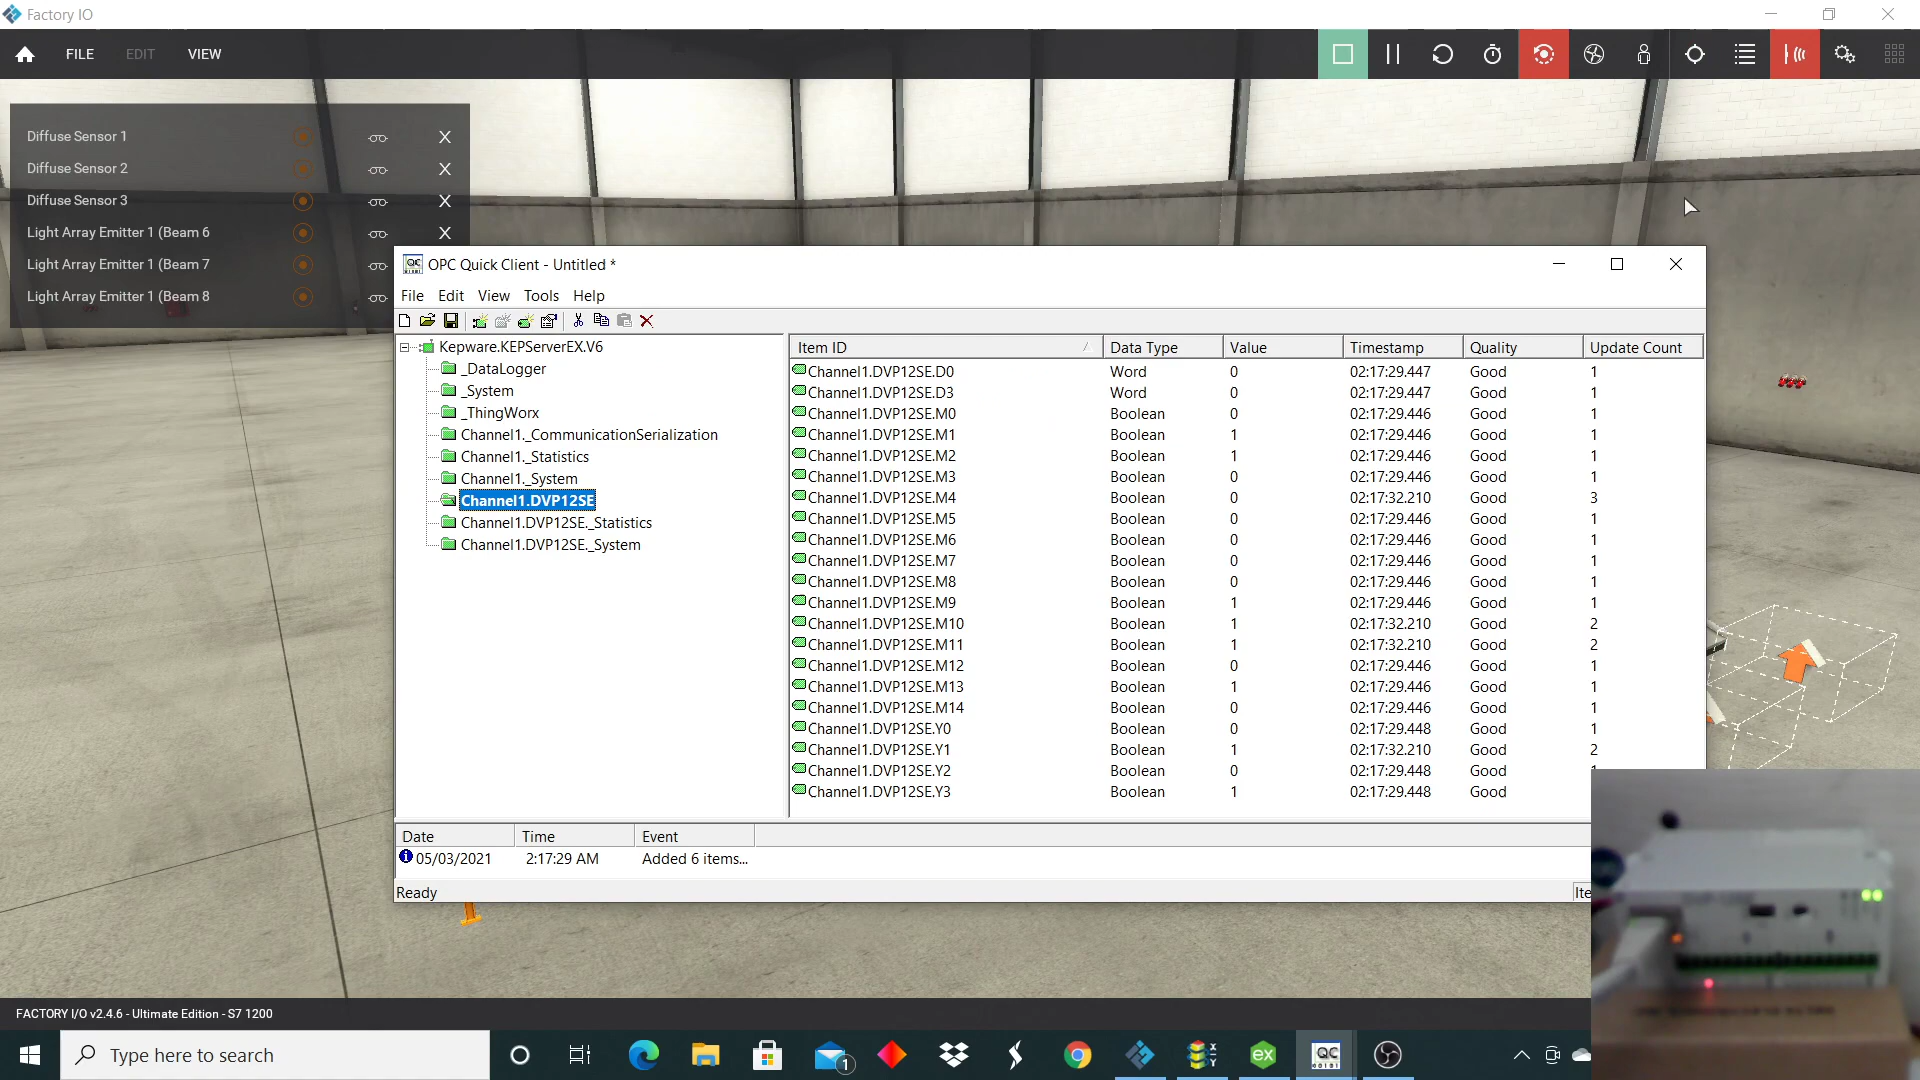 Factory IO
FILE EDIT VIEW
Diffuse Sensor 1 X
Diffuse Sensor 2 X
Diffuse Sensor 3 X
Light Array Emitter 1 (Beam 6 X
Light Array Emitter 1 (Beam 7
Light Array Emitter 1 (Beam 8
OPC Quick Client - Untitled *
File Edit View Tools Help
Kepware.KEPServerEX.V6
_DataLogger
_System
_ThingWorx
Channel1._CommunicationSerialization
Channel1._Statistics
Channel1._System
Channel1.DVP12SE
Channel1.DVP12SE._Statistics
Channel1.DVP12SE._System
Item ID Data Type Value Timestamp Quality Update Count
Channel1.DVP12SE.D0 Word 0 02:17:29.447 Good 1
Channel1.DVP12SE.D3 Word 0 02:17:29.447 Good 1
Channel1.DVP12SE.M0 Boolean 0 02:17:29.446 Good 1
Channel1.DVP12SE.M1 Boolean 1 02:17:29.446 Good 1
Channel1.DVP12SE.M2 Boolean 1 02:17:29.446 Good 1
Channel1.DVP12SE.M3 Boolean 0 02:17:29.446 Good 1
Channel1.DVP12SE.M4 Boolean 0 02:17:32.210 Good 3
Channel1.DVP12SE.M5 Boolean 0 02:17:29.446 Good 1
Channel1.DVP12SE.M6 Boolean 0 02:17:29.446 Good 1
Channel1.DVP12SE.M7 Boolean 0 02:17:29.446 Good 1
Channel1.DVP12SE.M8 Boolean 0 02:17:29.446 Good 1
Channel1.DVP12SE.M9 Boolean 1 02:17:29.446 Good 1
Channel1.DVP12SE.M10 Boolean 1 02:17:32.210 Good 2
Channel1.DVP12SE.M11 Boolean 1 02:17:32.210 Good 2
Channel1.DVP12SE.M12 Boolean 0 02:17:29.446 Good 1
Channel1.DVP12SE.M13 Boolean 1 02:17:29.446 Good 1
Channel1.DVP12SE.M14 Boolean 0 02:17:29.446 Good 1
Channel1.DVP12SE.Y0 Boolean 0 02:17:29.448 Good 1
Channel1.DVP12SE.Y1 Boolean 1 02:17:32.210 Good 2
Channel1.DVP12SE.Y2 Boolean 0 02:17:29.448 Good
Channel1.DVP12SE.Y3 Boolean 1 02:17:29.448 Good
Date Time Event
05/03/2021 2:17:29 AM Added 6 items...
Ready Ite
FACTORY I/O v2.4.6 - Ultimate Edition - S7 1200
Type here to search